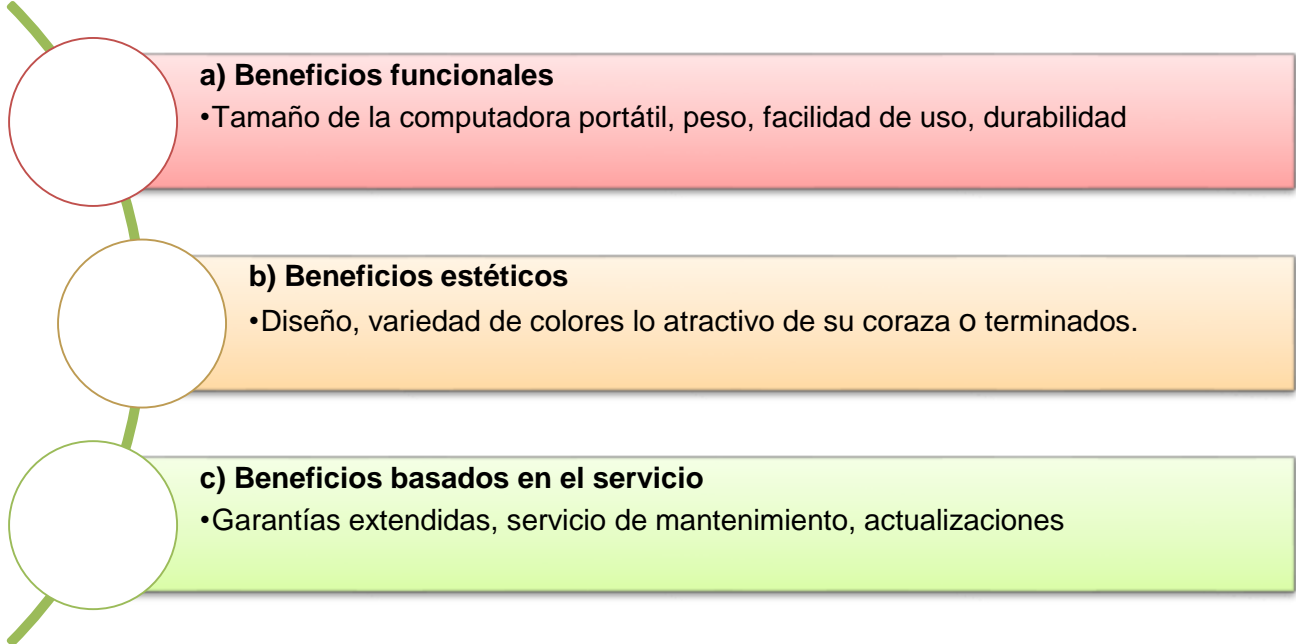 a) Beneficios funcionales
•Tamaño de la computadora portátil, peso, facilidad de uso, durabilidad
b) Beneficios estéticos
•Diseño, variedad de colores lo atractivo de su coraza o terminados.
c) Beneficios basados en el servicio
•Garantías extendidas, servicio de mantenimiento, actualizaciones